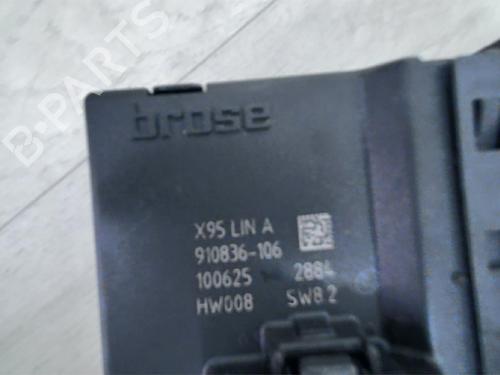 B-PARTS
brose
X95 LIN A
910836-106
100625 2884
HW008 SW8.2